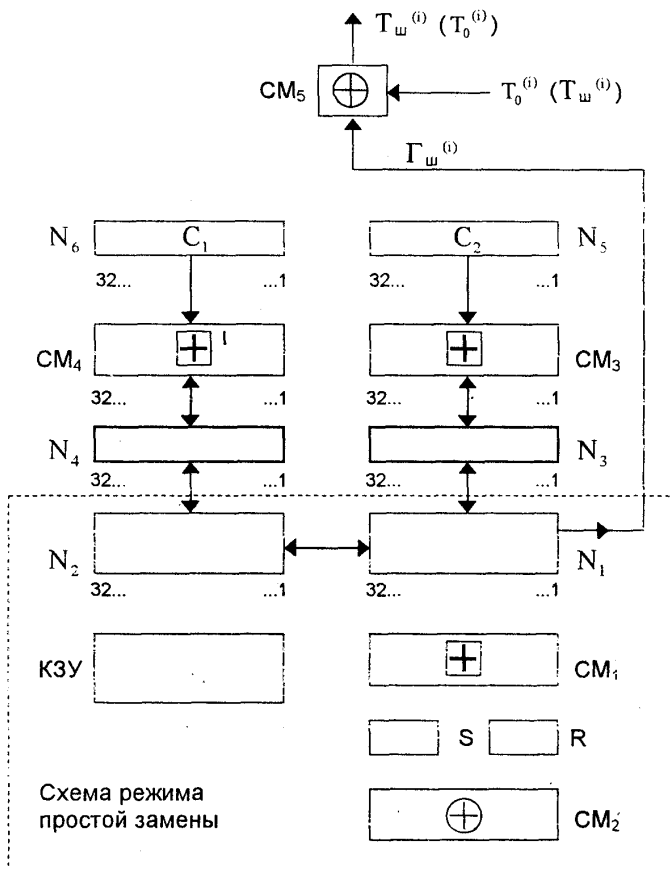 Tш⁽ⁱ⁾ (T₀⁽ⁱ⁾)
CM₅
T₀⁽ⁱ⁾ (Tш⁽ⁱ⁾)
Гш⁽ⁱ⁾
N₆ C₁ C₂ N₅
32... ...1 32... ...1
CM₄ + + CM₃
32... ...1 32... ...1
N₄ N₃
32... ...1 32... ...1
N₂ N₁
32... ...1 32... ...1
КЗУ + CM₁
S R
Схема режима
простой замены
CM₂